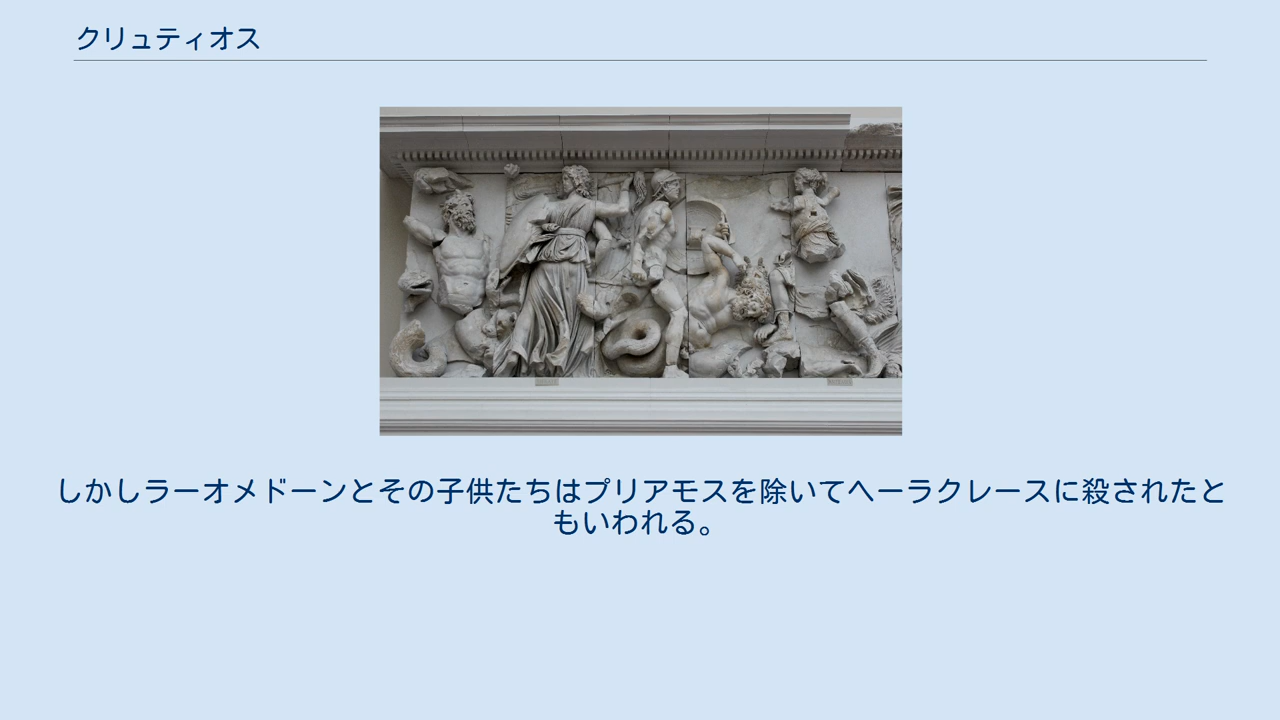 クリュティオス
しかしラーオメドーンとその子供たちはプリアモスを除いてヘーラクレースに殺されたと
もいわれる。